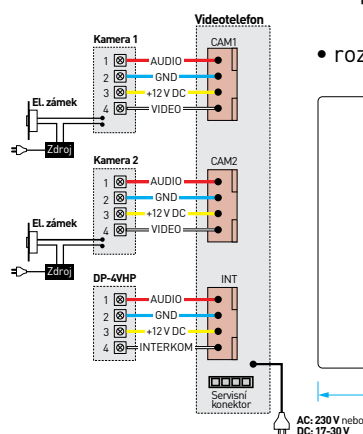 Videotelefon
Kamera 1
CAM1
1 AUDIO
2 GND
3 +12 V DC
4 VIDEO
El. zámek
Zdroj
Kamera 2
CAM2
1 AUDIO
2 GND
3 +12 V DC
4 VIDEO
El. zámek
Zdroj
DP-4VHP
INT
1 AUDIO
2 GND
3 +12 V DC
4 INTERKOM
Servisní
konektor
• roz
AC: 230 V nebo
DC: 17-30 V